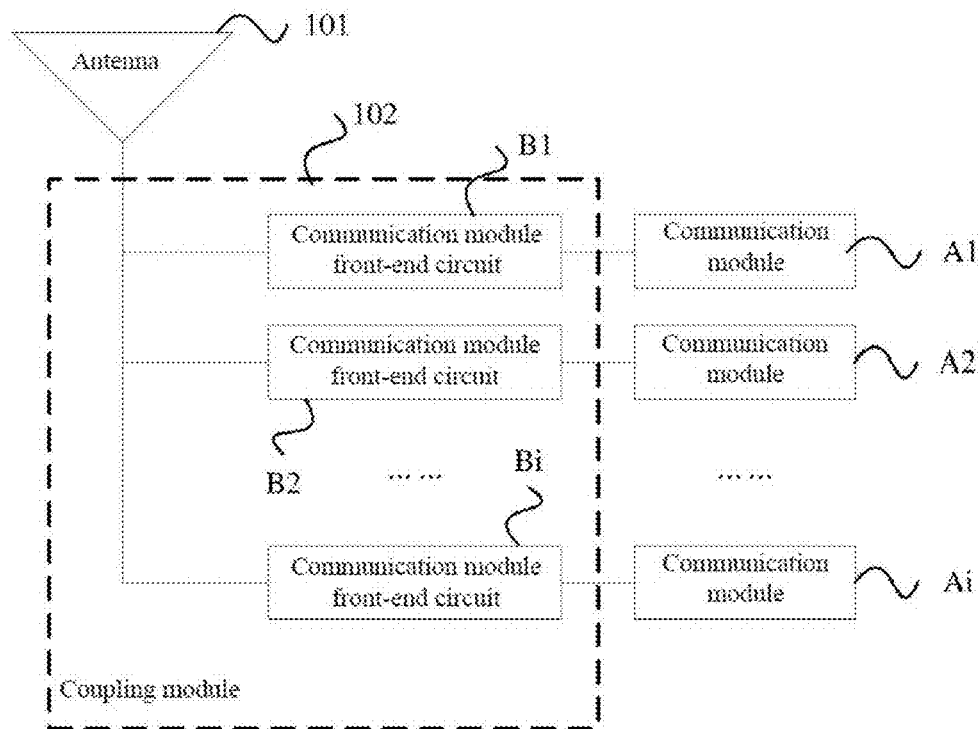 101
Antenna
102
B1
Communication module
front-end circuit
Communication
module
A1
Communication module
front-end circuit
Communication
module
A2
B2
... ...
Bi
... ...
Communication module
front-end circuit
Communication
module
Ai
Coupling module